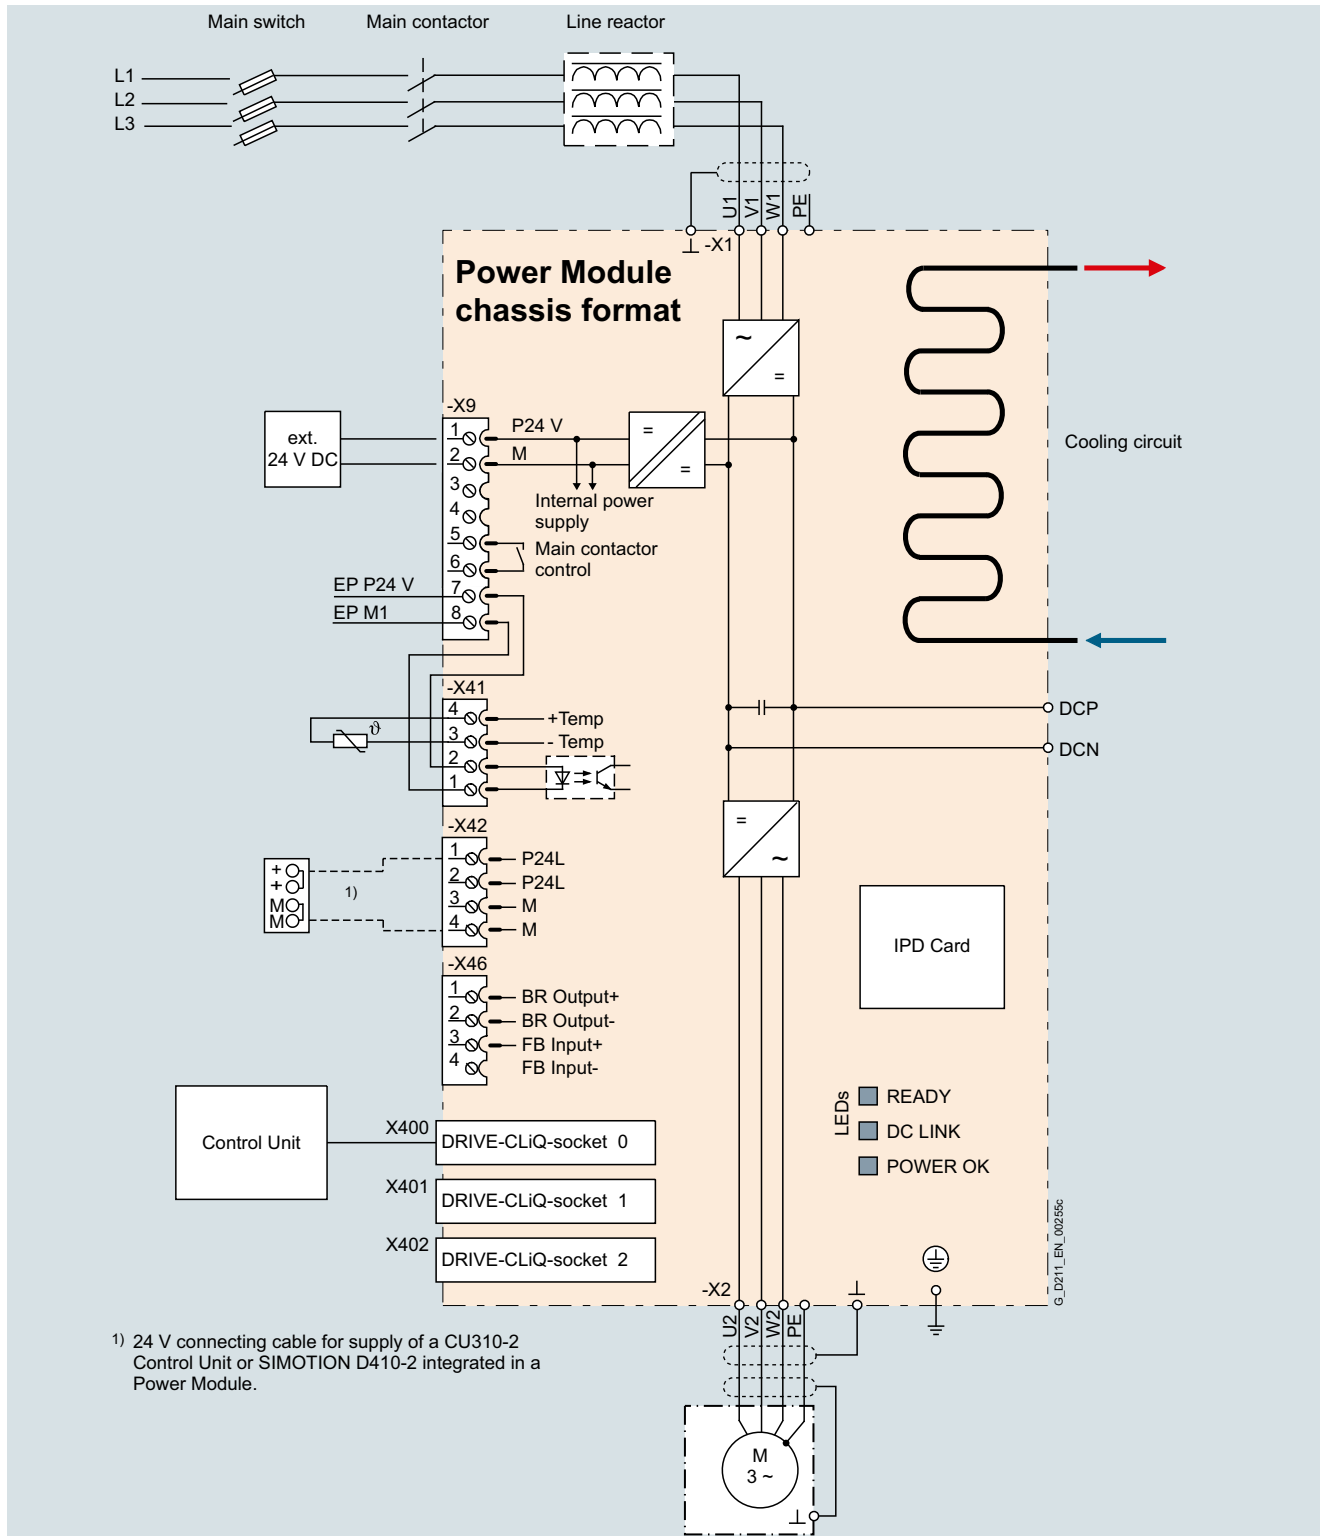 Main switch
Main contactor
Line reactor
L1
L2
L3
U1
V1
W1
PE
-X1
Power Module
chassis format
~
=
-X9
ext.
24 V DC
1
2
3
4
5
6
7
8
P24 V
M
=
=
Internal power
supply
Main contactor
control
EP P24 V
EP M1
Cooling circuit
-X41
4
3
2
1
ϑ
+Temp
- Temp
DCP
DCN
=
~
-X42
1
2
3
4
P24L
P24L
M
M
+
+
M
M
1)
IPD Card
-X46
1
2
3
4
BR Output+
BR Output-
FB Input+
FB Input-
LEDs
READY
DC LINK
POWER OK
Control Unit
X400
DRIVE-CLiQ-socket 0
X401
DRIVE-CLiQ-socket 1
X402
DRIVE-CLiQ-socket 2
G_D211_EN_00255c
-X2
U2
V2
W2
PE
1) 24 V connecting cable for supply of a CU310-2
Control Unit or SIMOTION D410-2 integrated in a
Power Module.
M
3 ~